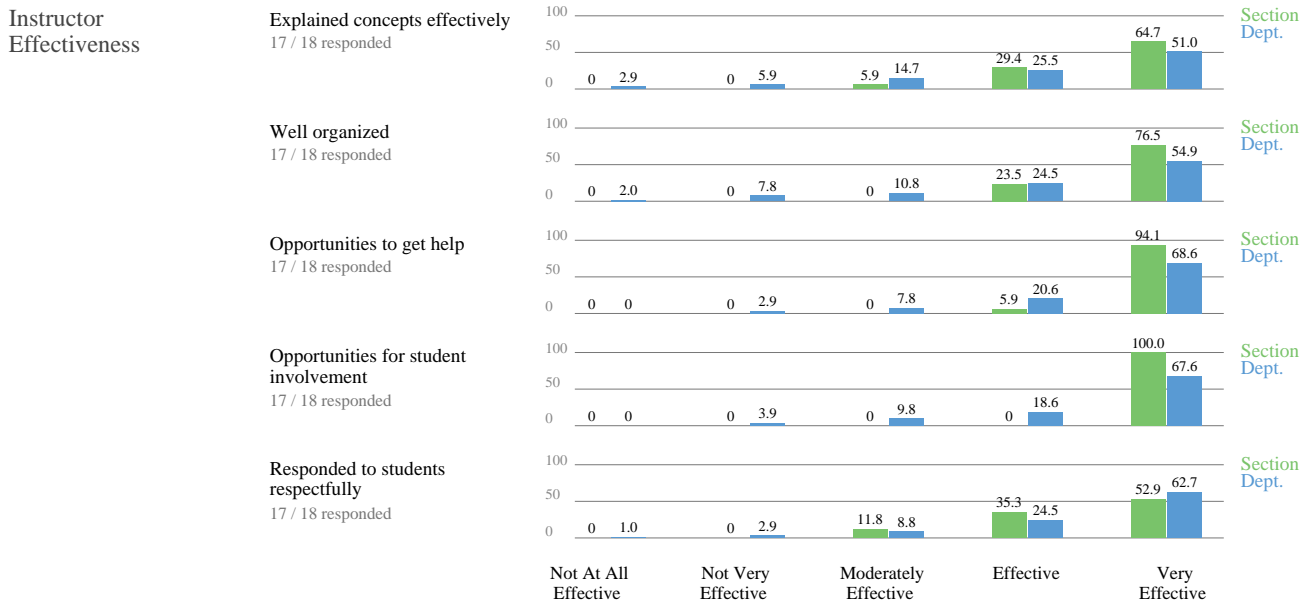 Instructor
Effectiveness
Explained concepts effectively
17 / 18 responded
100
50
0
0 2.9
0 5.9
5.9 14.7
29.4 25.5
64.7 51.0
Section
Dept.
Well organized
17 / 18 responded
100
50
0
0 2.0
0 7.8
0 10.8
23.5 24.5
76.5 54.9
Section
Dept.
Opportunities to get help
17 / 18 responded
100
50
0
0 0
0 2.9
0 7.8
5.9 20.6
94.1 68.6
Section
Dept.
Opportunities for student
involvement
17 / 18 responded
100
50
0
0 0
0 3.9
0 9.8
0 18.6
100.0 67.6
Section
Dept.
Responded to students
respectfully
17 / 18 responded
100
50
0
0 1.0
0 2.9
11.8 8.8
35.3 24.5
52.9 62.7
Section
Dept.
Not At All
Effective
Not Very
Effective
Moderately
Effective
Effective
Very
Effective